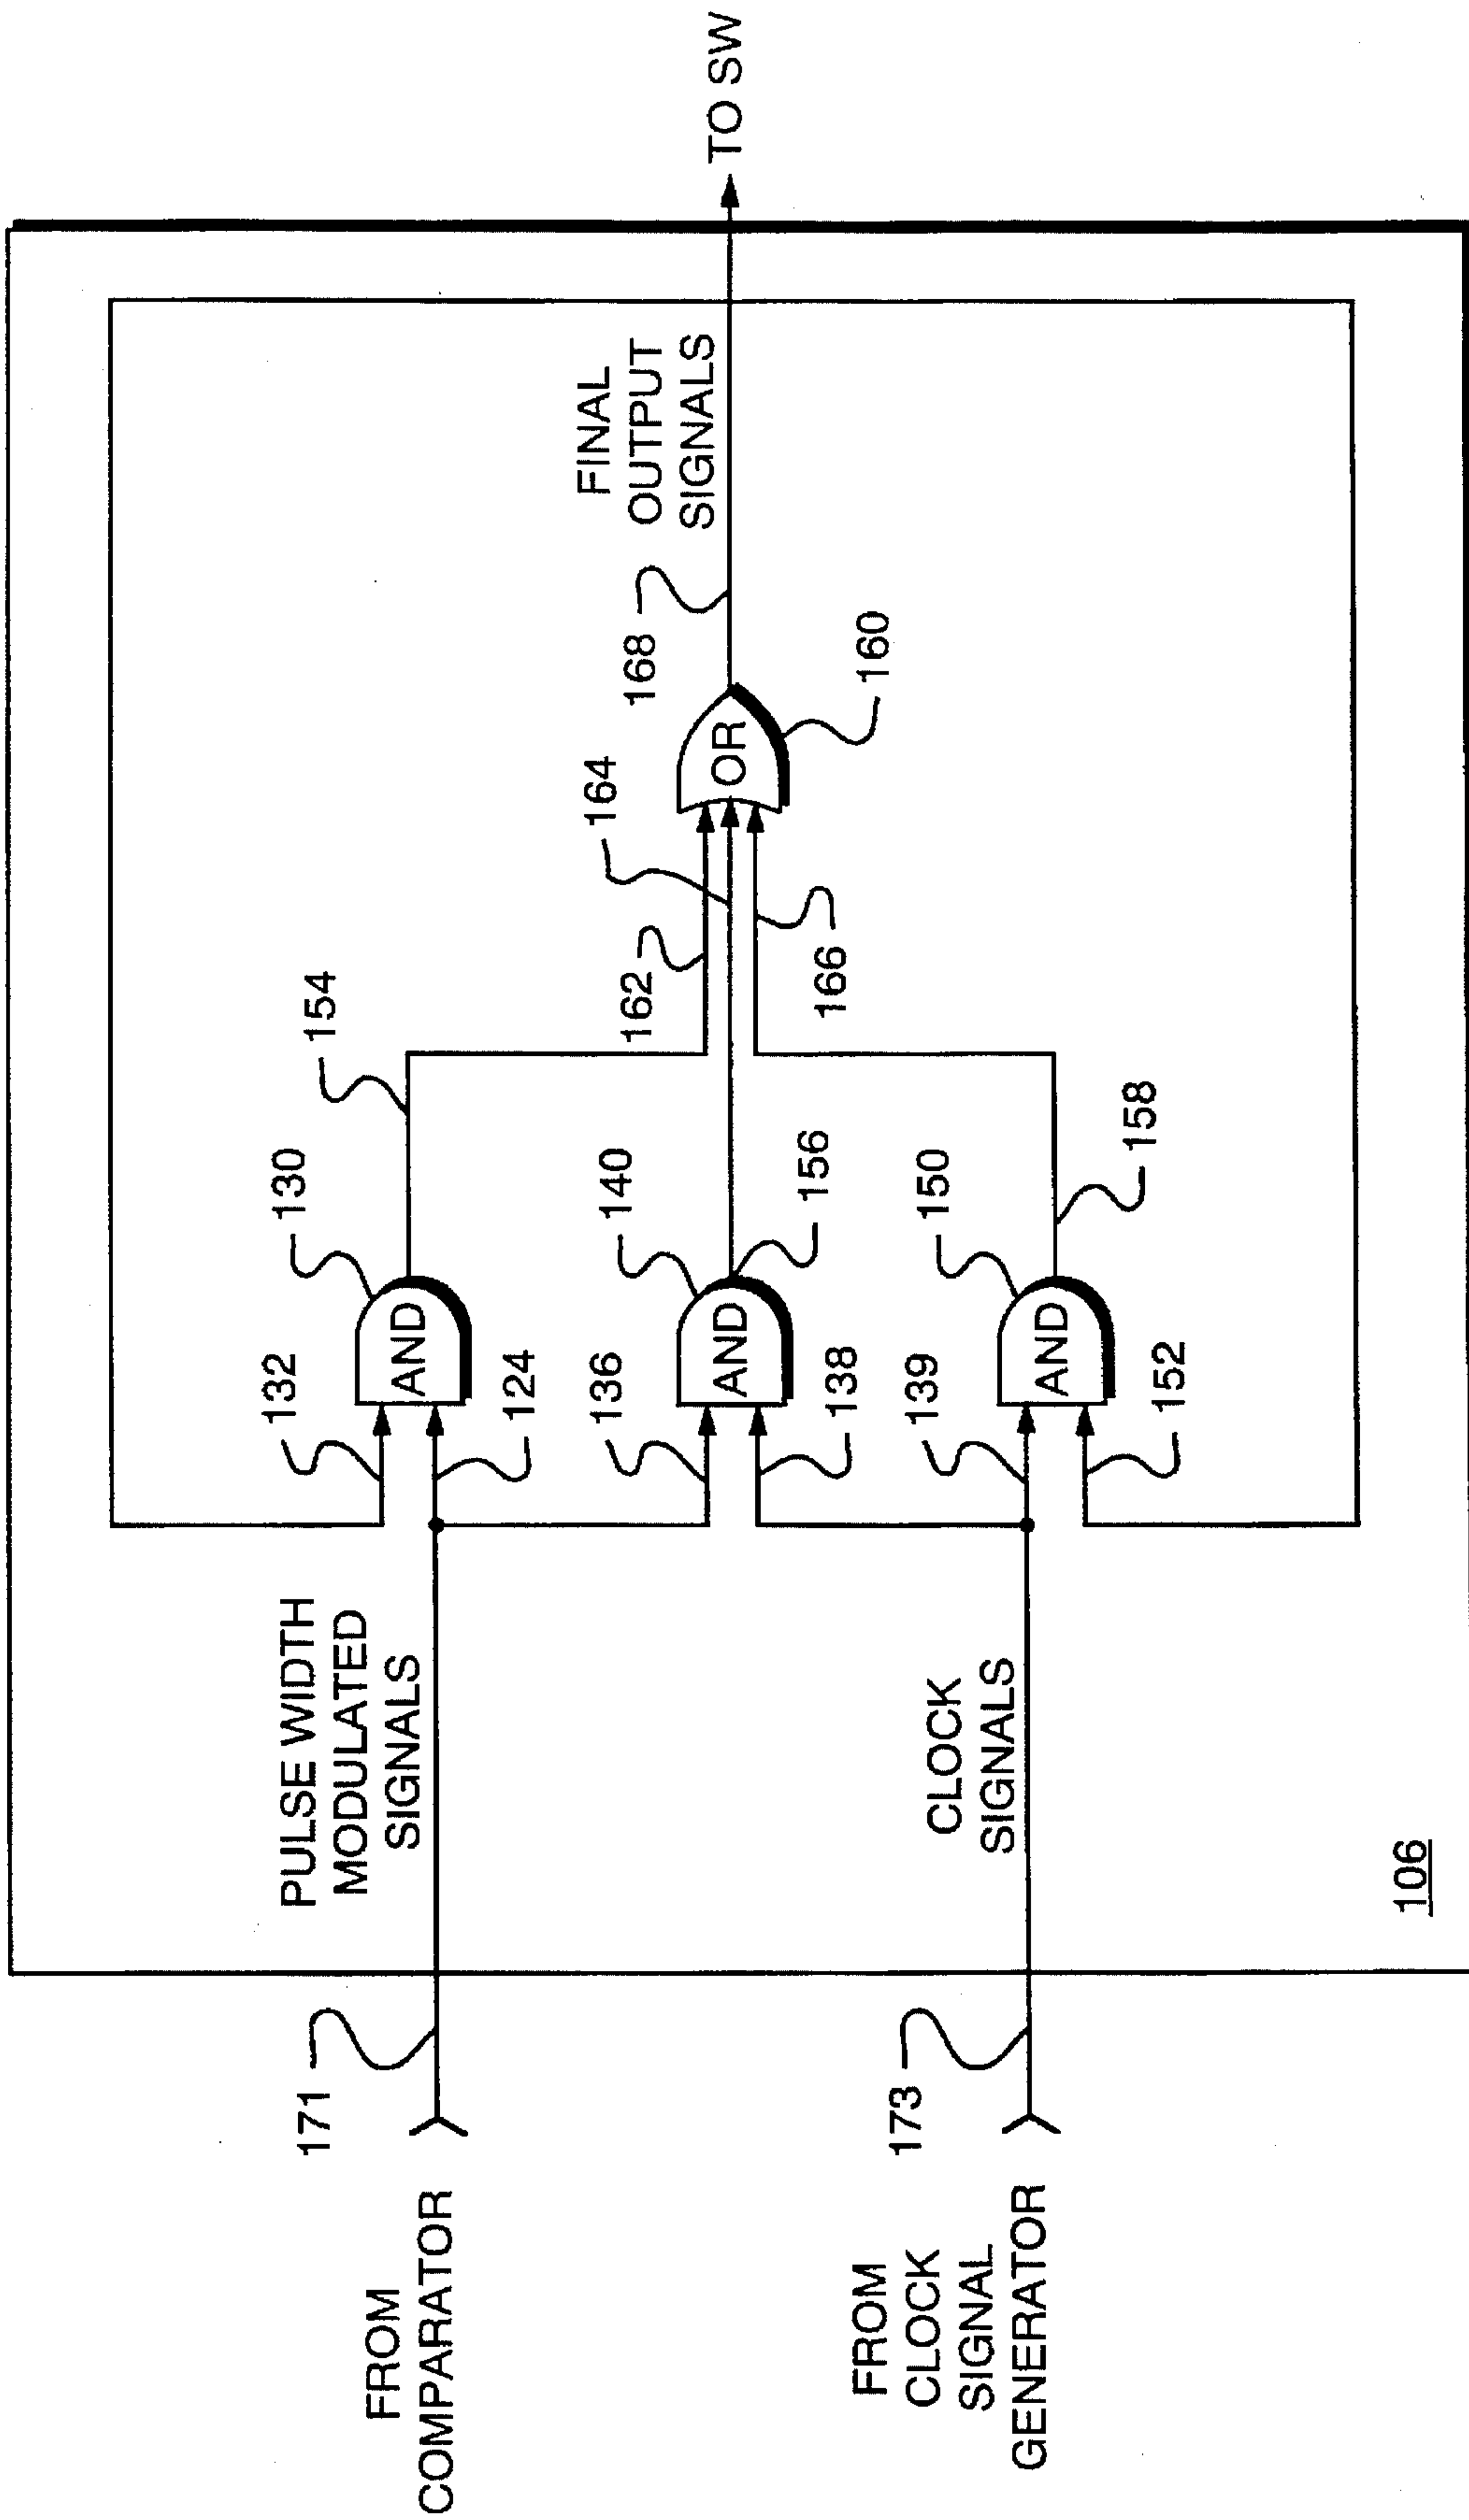 FROM
COMPARATOR
171
PULSE WIDTH
MODULATED
SIGNALS
132
124
AND
130
154
FROM
CLOCK
SIGNAL
GENERATOR
173
CLOCK
SIGNALS
136
138
AND
140
156
139
152
AND
150
158
162
164
166
OR
160
168
FINAL
OUTPUT
SIGNALS
TO SW
106